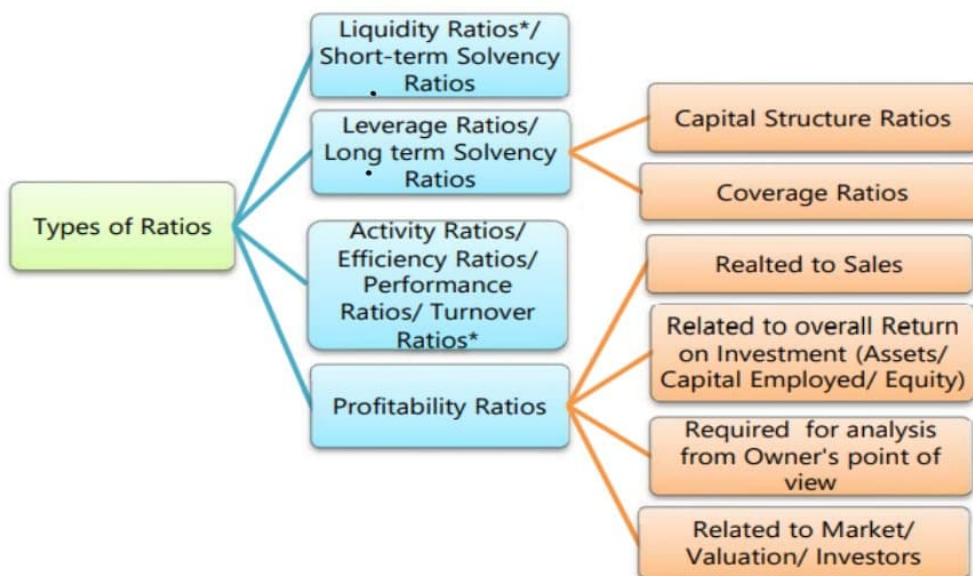 Types of Ratios
Liquidity Ratios*/
Short-term Solvency
Ratios
Leverage Ratios/
Long term Solvency
Ratios
Activity Ratios/
Efficiency Ratios/
Performance
Ratios/ Turnover
Ratios*
Profitability Ratios
Capital Structure Ratios
Coverage Ratios
Realted to Sales
Related to overall Return
on Investment (Assets/
Capital Employed/ Equity)
Required for analysis
from Owner's point of
view
Related to Market/
Valuation/ Investors